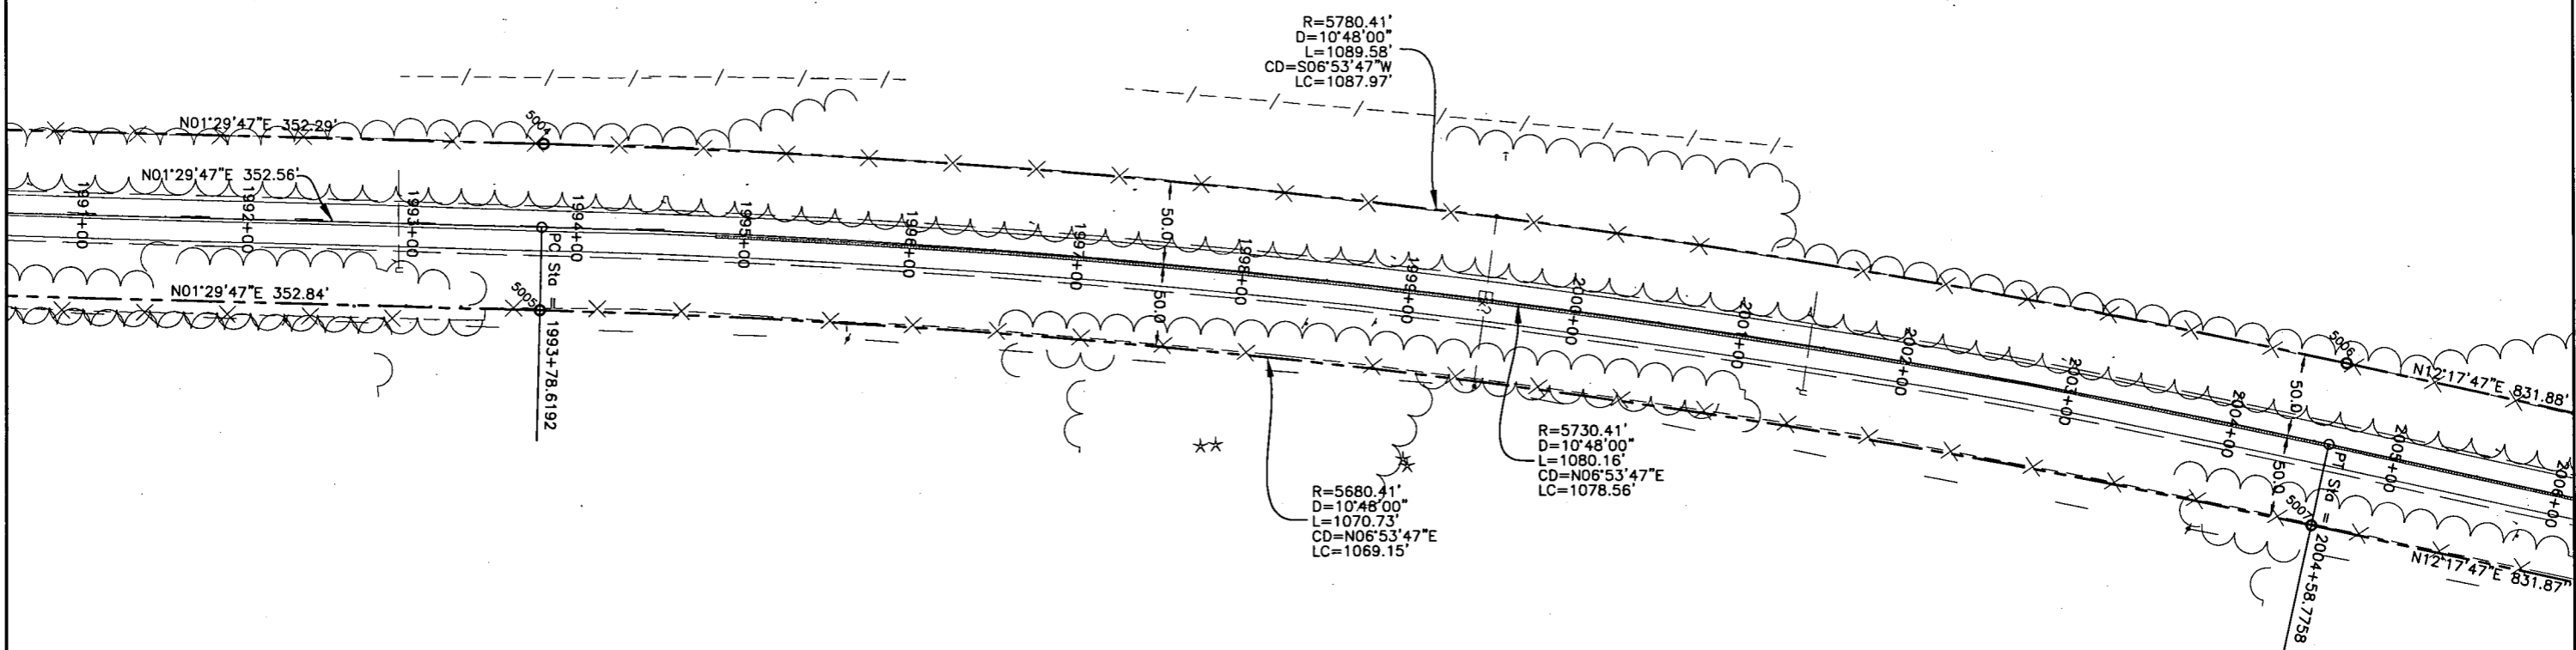 R=5780.41'
D=10°48'00"
L=1089.58'
CD=S06°53'47"W
LC=1087.97'
N01°29'47"E 352.29'
5004
N01°29'47"E 352.56'
1991+00
1992+00
1993+00
1994+00
1995+00
1996+00
1997+00
1998+00
1999+00
2000+00
2001+00
2002+00
2003+00
2004+00
2005+00
2006+00
50.0
50.0
PC Sta = 1993+78.6192
N01°29'47"E 352.84'
5005
R=5680.41'
D=10°48'00"
L=1070.73'
CD=N06°53'47"E
LC=1069.15'
R=5730.41'
D=10°48'00"
L=1080.16'
CD=N06°53'47"E
LC=1078.56'
5006
N12°17'47"E 831.88'
50.0
50.0
5007
PT Sta = 2004+58.7758
N12°17'47"E 831.87'